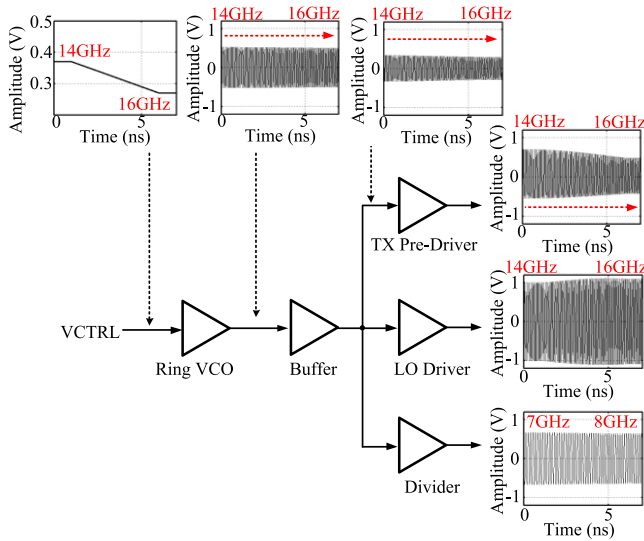 0.5
0.4
0.3
14GHz
16GHz
Amplitude (V)
0
5
Time (ns)
14GHz
16GHz
1
0
-1
Amplitude (V)
0
5
Time (ns)
14GHz
16GHz
1
0
-1
Amplitude (V)
0
5
Time (ns)
14GHz
16GHz
1
0
-1
Amplitude (V)
0
5
Time (ns)
TX Pre-Driver
VCTRL
Ring VCO
Buffer
LO Driver
14GHz
16GHz
1
0
-1
Amplitude (V)
0
5
Time (ns)
Divider
7GHz
8GHz
1
0
-1
Amplitude (V)
0
5
Time (ns)